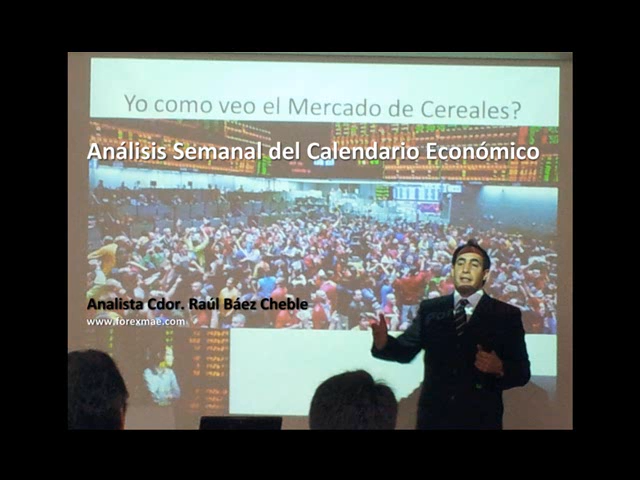 Yo como veo el Mercado de Cereales?
Análisis Semanal del Calendario Económico
Analista Cdor. Raúl Báez Cheble
www.forexmae.com